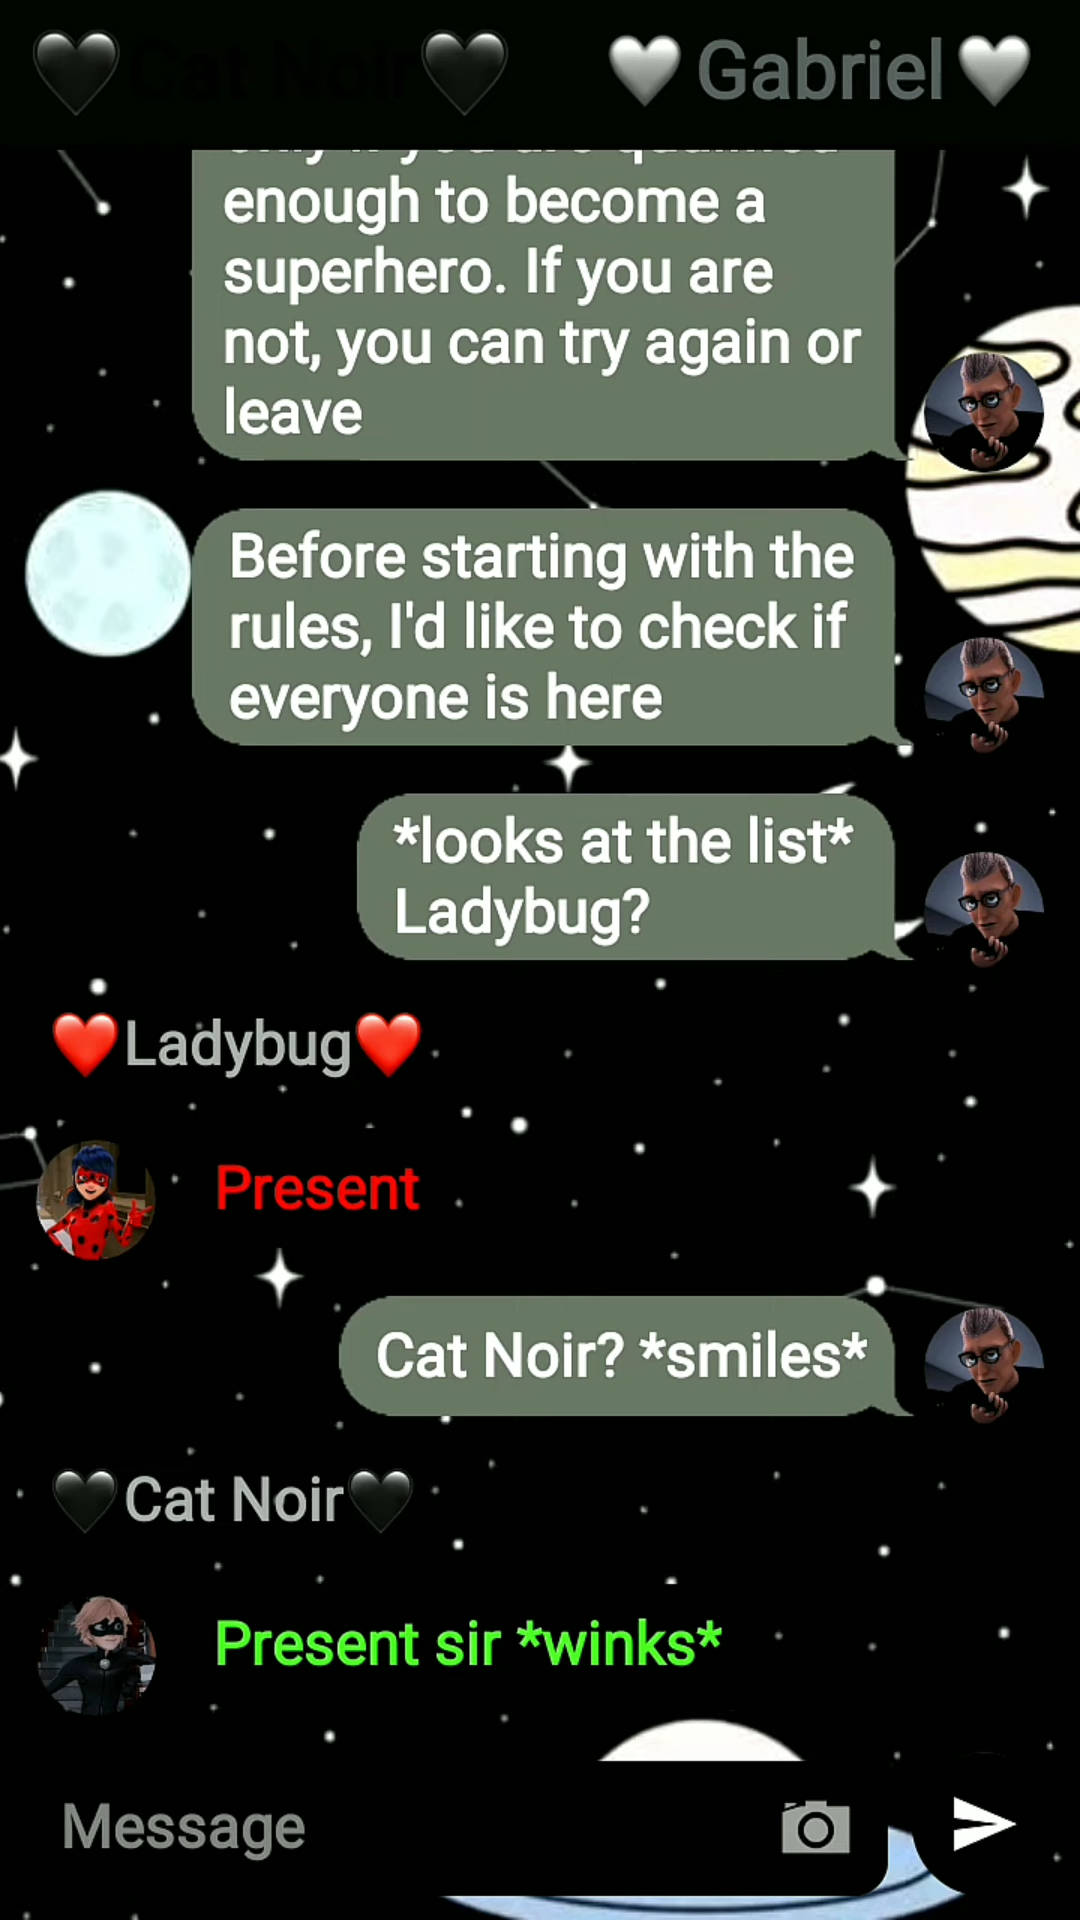 🖤Cat Noir🖤 🤍Gabriel🤍
enough to become a
superhero. If you are
not, you can try again or
leave
Before starting with the
rules, I'd like to check if
everyone is here
*looks at the list*
Ladybug?
❤️Ladybug❤️
Present
Cat Noir? *smiles*
🖤Cat Noir🖤
Present sir *winks*
Message